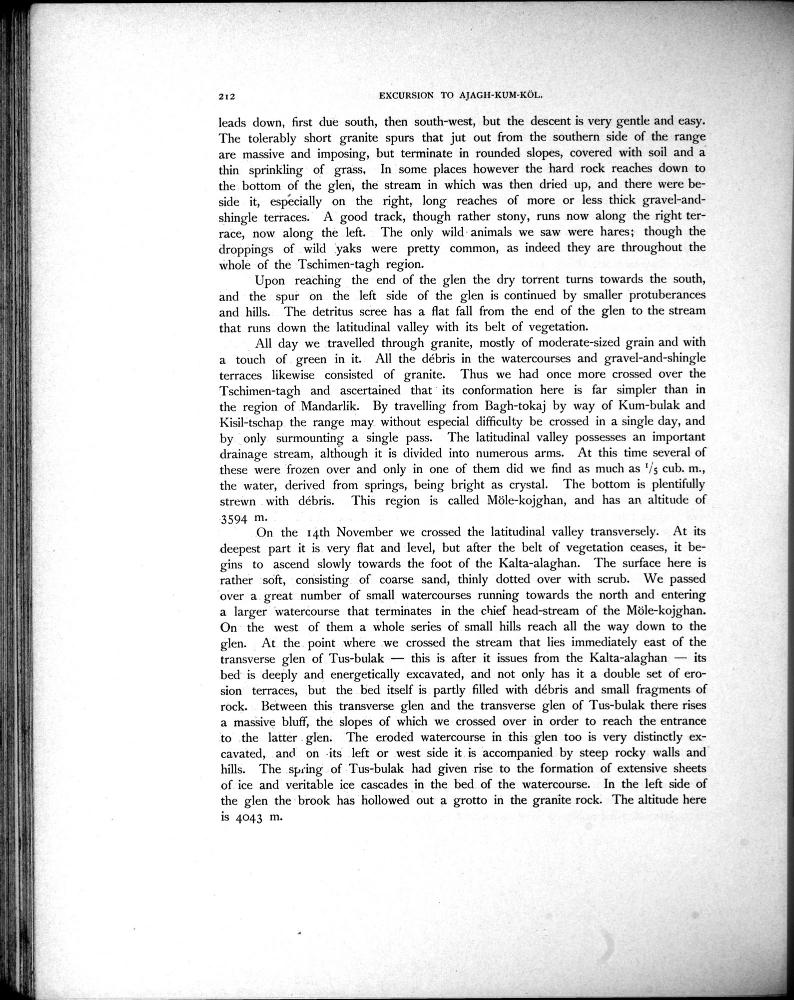 212 EXCURSION TO AJAGH-KUM-KÖL.
leads down, first due south, then south-west, but the descent is very gentle and easy.
The tolerably short granite spurs that jut out from the southern side of the range
are massive and imposing, but terminate in rounded slopes, covered with soil and a
thin sprinkling of grass, In some places however the hard rock reaches down to
the bottom of the glen, the stream in which was then dried up, and there were be-
side it, especially on the right, long reaches of more or less thick gravel-and-
shingle terraces. A good track, though rather stony, runs now along the right ter-
race, now along the left. The only wild animals we saw were hares; though the
droppings of wild yaks were pretty common, as indeed they are throughout the
whole of the Tschimen-tagh region.
Upon reaching the end of the glen the dry torrent turns towards the south,
and the spur on the left side of the glen is continued by smaller protuberances
and hills. The detritus scree has a flat fall from the end of the glen to the stream
that runs down the latitudinal valley with its belt of vegetation.
All day we travelled through granite, mostly of moderate-sized grain and with
a touch of green in it. All the débris in the watercourses and gravel-and-shingle
terraces likewise consisted of granite. Thus we had once more crossed over the
Tschimen-tagh and ascertained that its conformation here is far simpler than in
the region of Mandarlik. By travelling from Bagh-tokaj by way of Kum-bulak and
Kisil-tschap the range may without especial difficulty be crossed in a single day, and
by only surmounting a single pass. The latitudinal valley possesses an important
drainage stream, although it is divided into numerous arms. At this time several of
these were frozen over and only in one of them did we find as much as 1/5 cub. m.,
the water, derived from springs, being bright as crystal. The bottom is plentifully
strewn with débris. This region is called Möle-kojghan, and has an altitude of
3594 m.
On the 14th November we crossed the latitudinal valley transversely. At its
deepest part it is very flat and level, but after the belt of vegetation ceases, it be-
gins to ascend slowly towards the foot of the Kalta-alaghan. The surface here is
rather soft, consisting of coarse sand, thinly dotted over with scrub. We passed
over a great number of small watercourses running towards the north and entering
a larger watercourse that terminates in the chief head-stream of the Möle-kojghan.
On the west of them a whole series of small hills reach all the way down to the
glen. At the point where we crossed the stream that lies immediately east of the
transverse glen of Tus-bulak — this is after it issues from the Kalta-alaghan — its
bed is deeply and energetically excavated, and not only has it a double set of ero-
sion terraces, but the bed itself is partly filled with débris and small fragments of
rock. Between this transverse glen and the transverse glen of Tus-bulak there rises
a massive bluff, the slopes of which we crossed over in order to reach the entrance
to the latter glen. The eroded watercourse in this glen too is very distinctly ex-
cavated, and on its left or west side it is accompanied by steep rocky walls and
hills. The spring of Tus-bulak had given rise to the formation of extensive sheets
of ice and veritable ice cascades in the bed of the watercourse. In the left side of
the glen the brook has hollowed out a grotto in the granite rock. The altitude here
is 4043 m.